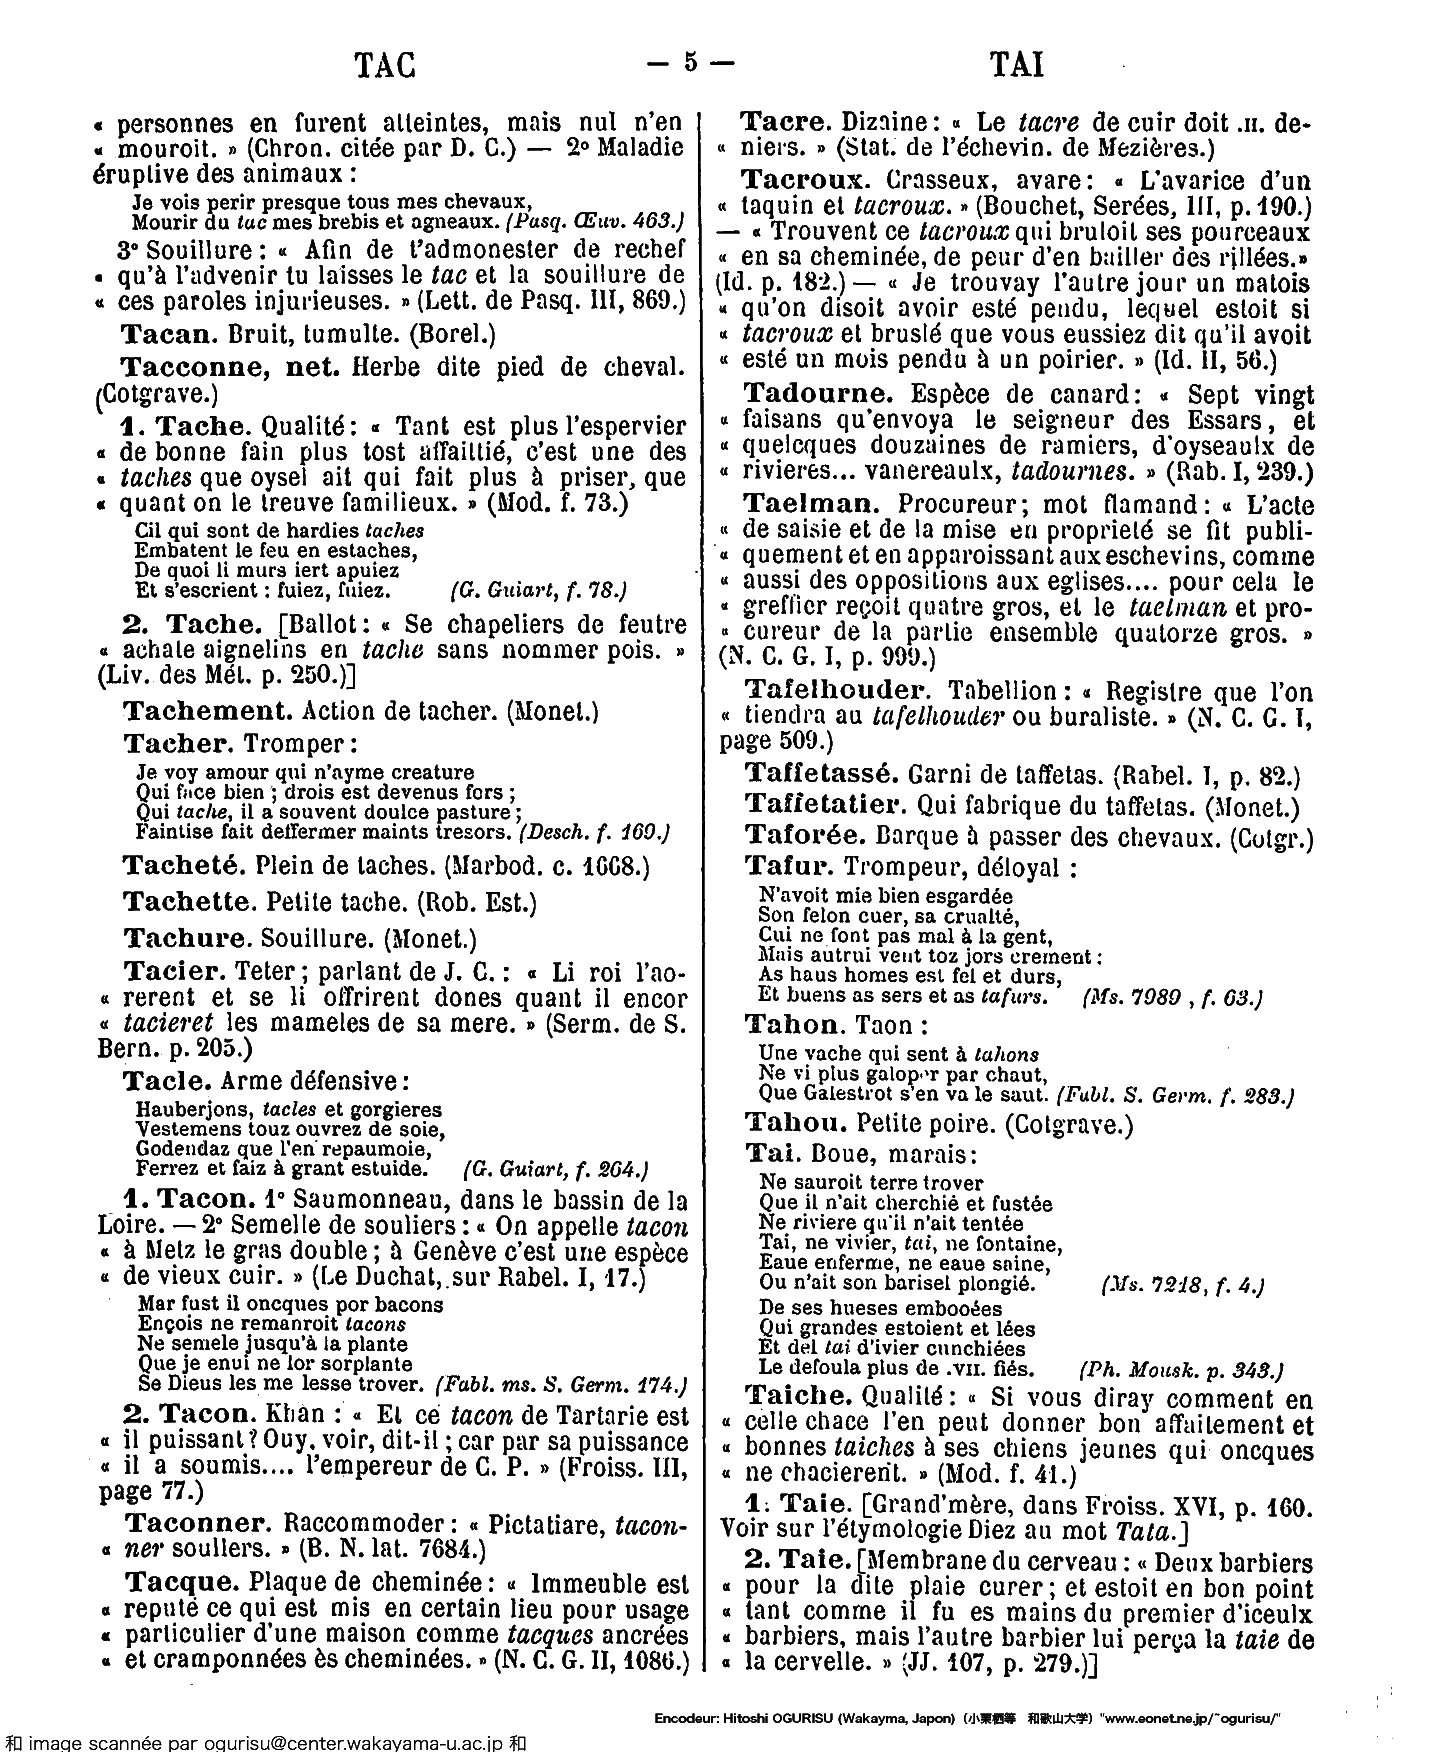 TAC — 5 — TAI
« personnes en furent atteintes, mais nul n'en
« mouroit. » (Chron. citée par D. C.) — 2° Maladie
éruptive des animaux :
Je vois perir presque tous mes chevaux,
Mourir du tac mes brebis et agneaux. (Pasq. Œuv. 463.)
3° Souillure : « Afin de t'admonester de rechef
« qu'à l'advenir tu laisses le tac et la souillure de
« ces paroles injurieuses. » (Lett. de Pasq. III, 869.)
Tacan. Bruit, tumulte. (Borel.)
Tacconne, net. Herbe dite pied de cheval.
(Cotgrave.)
1. Tache. Qualité : « Tant est plus l'espervier
« de bonne fain plus tost affaittié, c'est une des
« taches que oysel ait qui fait plus à priser, que
« quant on le treuve familieux. » (Mod. f. 73.)
Cil qui sont de hardies taches
Embatent le feu en estaches,
De quoi li murs iert apuiez
Et s'escrient : fuiez, fuiez. (G. Guiart, f. 78.)
2. Tache. [Ballot : « Se chapeliers de feutre
« achate aignelins en tache sans nommer pois. »
(Liv. des Mét. p. 250.)]
Tachement. Action de tacher. (Monet.)
Tacher. Tromper :
Je voy amour qui n'ayme creature
Qui face bien ; drois est devenus fors ;
Qui tache, il a souvent doulce pasture ;
Faintise fait deffermer maints tresors. (Desch. f. 169.)
Tacheté. Plein de taches. (Marbod. c. 1668.)
Tachette. Petite tache. (Rob. Est.)
Tachure. Souillure. (Monet.)
Tacier. Teter ; parlant de J. C. : « Li roi l'ao-
« rerent et se li offrirent dones quant il encor
« tacieret les mameles de sa mere. » (Serm. de S.
Bern. p. 205.)
Tacle. Arme défensive :
Hauberjons, tacles et gorgieres
Vestemens touz ouvrez de soie,
Godendaz que l'en repaumoie,
Ferrez et faiz à grant estuide. (G. Guiart, f. 264.)
1. Tacon. 1° Saumonneau, dans le bassin de la
Loire. — 2° Semelle de souliers : « On appelle tacon
« à Metz le gras double ; à Genève c'est une espèce
« de vieux cuir. » (Le Duchat, sur Rabel. I, 17.)
Mar fust il oncques por bacons
Ençois ne remanroit tacons
Ne semele jusqu'à la plante
Que je enui ne lor sorplante
Se Dieus les me lesse trover. (Fabl. ms. S. Germ. 174.)
2. Tacon. Khan : « Et ce tacon de Tartarie est
« il puissant ? Ouy, voir, dit-il ; car par sa puissance
« il a soumis.... l'empereur de C. P. » (Froiss. III,
page 77.)
Taconner. Raccommoder : « Pictatiare, tacon-
« ner soullers. » (B. N. lat. 7684.)
Tacque. Plaque de cheminée : « Immeuble est
« reputé ce qui est mis en certain lieu pour usage
« particulier d'une maison comme tacques ancrées
« et cramponnées ès cheminées. » (N. C. G. II, 1086.)
Tacre. Dizaine : « Le tacre de cuir doit .II. de-
« niers. » (Stat. de l'échevin. de Mezières.)
Tacroux. Crasseux, avare : « L'avarice d'un
« taquin et tacroux. » (Bouchet, Serées, III, p. 190.)
— « Trouvent ce tacroux qui bruloit ses pourceaux
« en sa cheminée, de peur d'en bailler des rillées. »
(Id. p. 182.) — « Je trouvay l'autre jour un matois
« qu'on disoit avoir esté pendu, lequel estoit si
« tacroux et bruslé que vous eussiez dit qu'il avoit
« esté un mois pendu à un poirier. » (Id. II, 56.)
Tadourne. Espèce de canard : « Sept vingt
« faisans qu'envoya le seigneur des Essars, et
« quelcques douzaines de ramiers, d'oyseaulx de
« rivieres... vanereaulx, tadournes. » (Rab. I, 239.)
Taelman. Procureur ; mot flamand : « L'acte
« de saisie et de la mise en proprieté se fit publi-
« quement et en apparoissant aux eschevins, comme
« aussi des oppositions aux eglises.... pour cela le
« greffier reçoit quatre gros, et le taelman et pro-
« cureur de la partie ensemble quatorze gros. »
(N. C. G. I, p. 999.)
Tafelhouder. Tabellion : « Registre que l'on
« tiendra au tafelhouder ou buraliste. » (N. C. G. I,
page 509.)
Taffetassé. Garni de taffetas. (Rabel. I, p. 82.)
Taffetatier. Qui fabrique du taffetas. (Monet.)
Taforée. Barque à passer des chevaux. (Cotgr.)
Tafur. Trompeur, déloyal :
N'avoit mie bien esgardée
Son felon cuer, sa crualté,
Cui ne font pas mal à la gent,
Mais autrui veut toz jors crement :
As haus homes est fel et durs,
Et buens as sers et as tafurs. (Ms. 7989, f. 63.)
Tahon. Taon :
Une vache qui sent à tahons
Ne vi plus galoper par chaut,
Que Galestrot s'en va le saut. (Fabl. S. Germ. f. 283.)
Tahou. Petite poire. (Cotgrave.)
Tai. Boue, marais :
Ne sauroit terre trover
Que il n'ait cherchié et fustée
Ne riviere qu'il n'ait tentée
Tai, ne vivier, tai, ne fontaine,
Eaue enferme, ne eaue saine,
Ou n'ait son barisel plongié. (Ms. 7218, f. 4.)
De ses hueses embooées
Qui grandes estoient et lées
Et del tai d'ivier cunchiées
Le defoula plus de .VII. fiés. (Ph. Mousk. p. 343.)
Taiche. Qualité : « Si vous diray comment en
« celle chace l'en peut donner bon affaitement et
« bonnes taiches à ses chiens jeunes qui oncques
« ne chacierent. » (Mod. f. 41.)
1. Taie. [Grand'mère, dans Froiss. XVI, p. 160.
Voir sur l'étymologie Diez au mot Tata.]
2. Taie. [Membrane du cerveau : « Deux barbiers
« pour la dite plaie curer ; et estoit en bon point
« tant comme il fu es mains du premier d'iceulx
« barbiers, mais l'autre barbier lui perça la taie de
« la cervelle. » (JJ. 107, p. 279.)]
Encodeur: Hitoshi OGURISU (Wakayma, Japon) (小栗栖等 和歌山大学) "www.eonet.ne.jp/~ogurisu/"
和 image scannée par ogurisu@center.wakayama-u.ac.jp 和